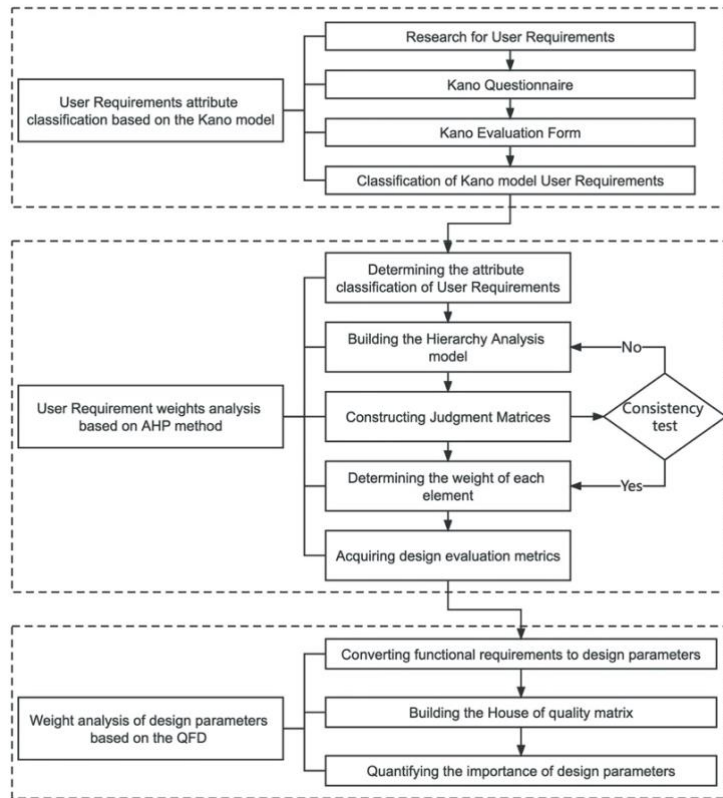 Research for User Requirements
Kano Questionnaire
User Requirements attribute
classification based on the Kano model
Kano Evaluation Form
Classification of Kano model User Requirements
Determining the attribute
classification of User Requirements
Building the Hierarchy Analysis
model
No
User Requirement weights analysis
based on AHP method
Constructing Judgment Matrices
Consistency
test
Determining the weight of each
element
Yes
Acquiring design evaluation metrics
Converting functional requirements to design parameters
Weight analysis of design parameters
based on the QFD
Building the House of quality matrix
Quantifying the importance of design parameters